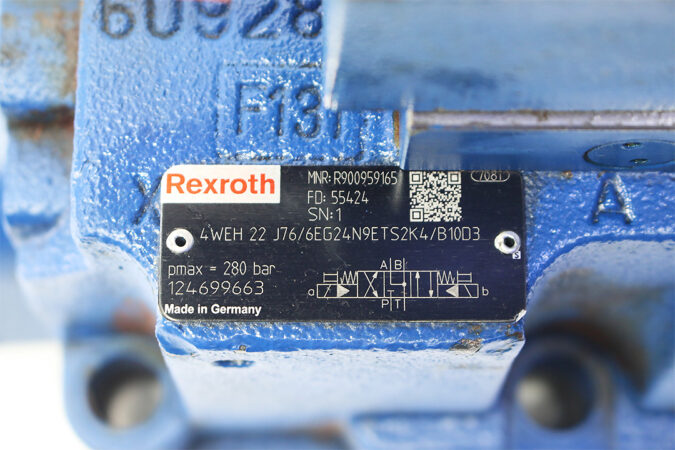 60928
F131
Rexroth
MNR: R900959165
7081
FD: 55424
SN: 1
X
A
4WEH 22 J76/6EG24N9ETS2K4/B10D3
S
pmax = 280 bar
124699663
A B
a b
P T
Made in Germany